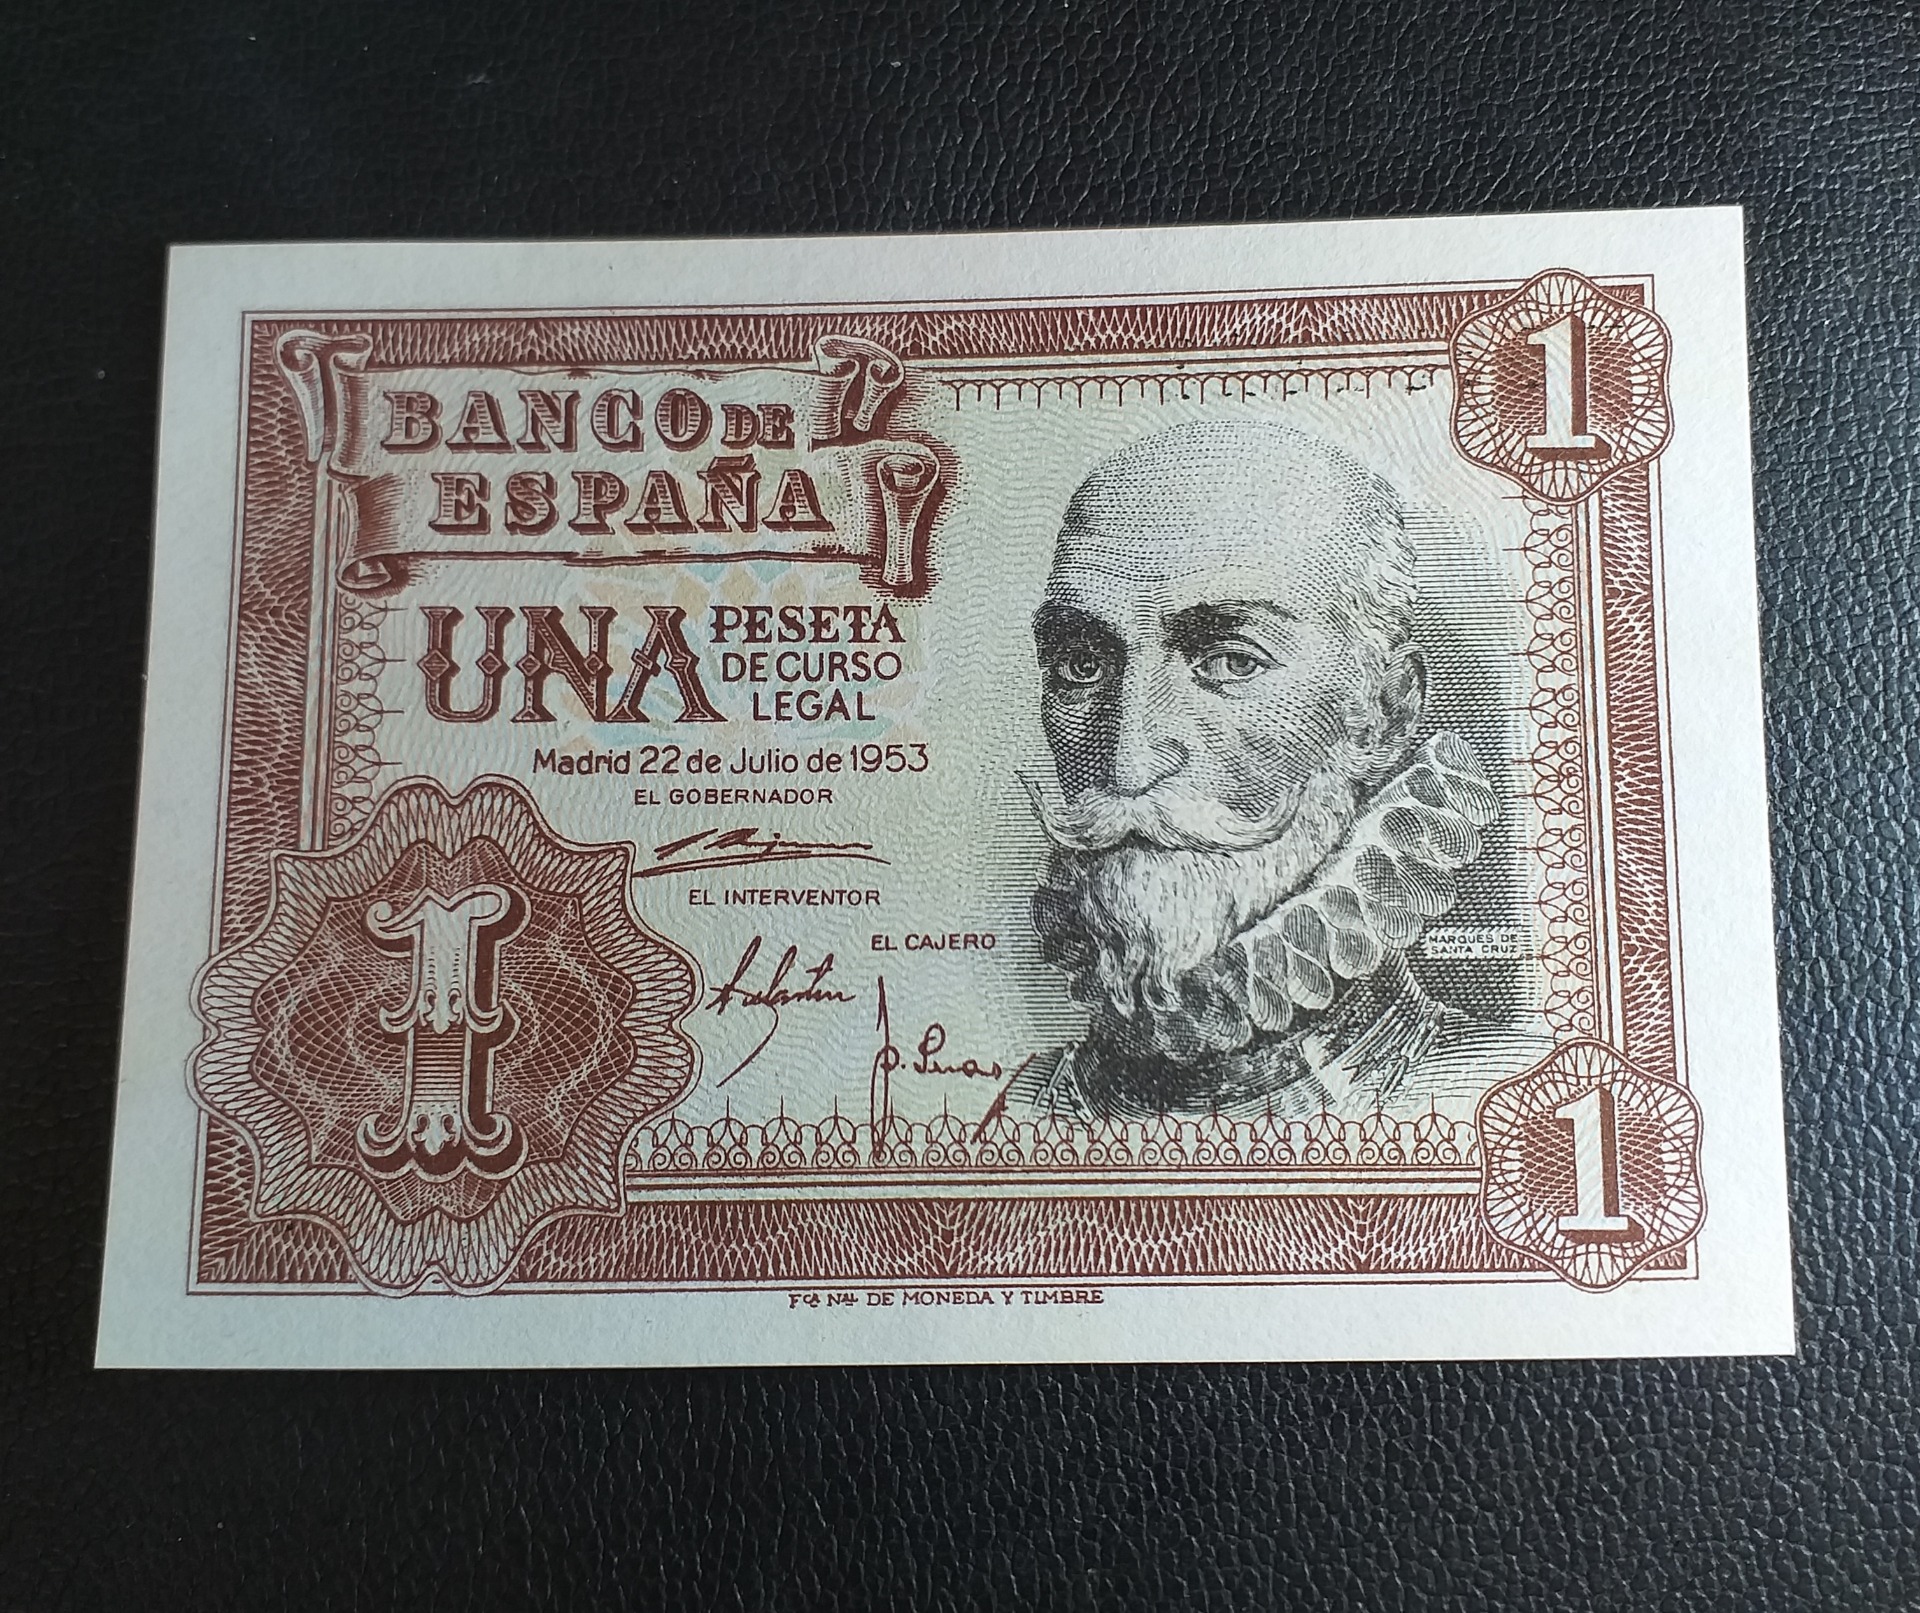 BANCO DE
ESPAÑA
UNA PESETA
DE CURSO
LEGAL
Madrid 22 de Julio de 1953
EL GOBERNADOR
EL INTERVENTOR
EL CAJERO
MARQUES DE
SANTA CRUZ
1
1
1
FCA NAL DE MONEDA Y TIMBRE